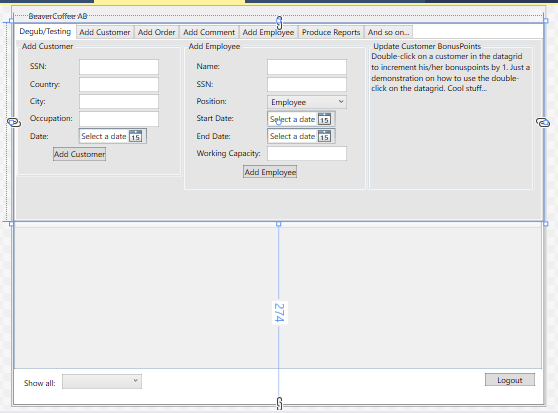 BeaverCoffee AB
Degub/Testing Add Customer Add Order Add Comment Add Employee Produce Reports And so on...
Add Customer
SSN:
Country:
City:
Occupation:
Date: Select a date 15
Add Customer
Add Employee
Name:
SSN:
Position: Employee
Start Date: Select a date 15
End Date: Select a date 15
Working Capacity:
Add Employee
Update Customer BonusPoints
Double-click on a customer in the datagrid
to increment his/her bonuspoints by 1. Just a
demonstration on how to use the double-
click on the datagrid. Cool stuff...
274
Show all:
Logout